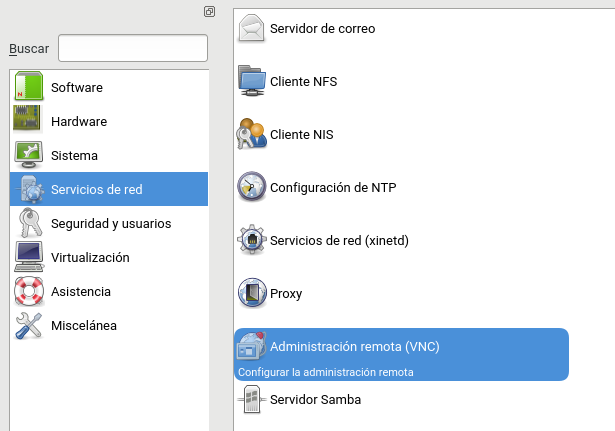 Buscar
Software
Hardware
Sistema
Servicios de red
Seguridad y usuarios
Virtualización
Asistencia
Miscelánea
Servidor de correo
Cliente NFS
Cliente NIS
Configuración de NTP
Servicios de red (xinetd)
Proxy
Administración remota (VNC)
Configurar la administración remota
Servidor Samba